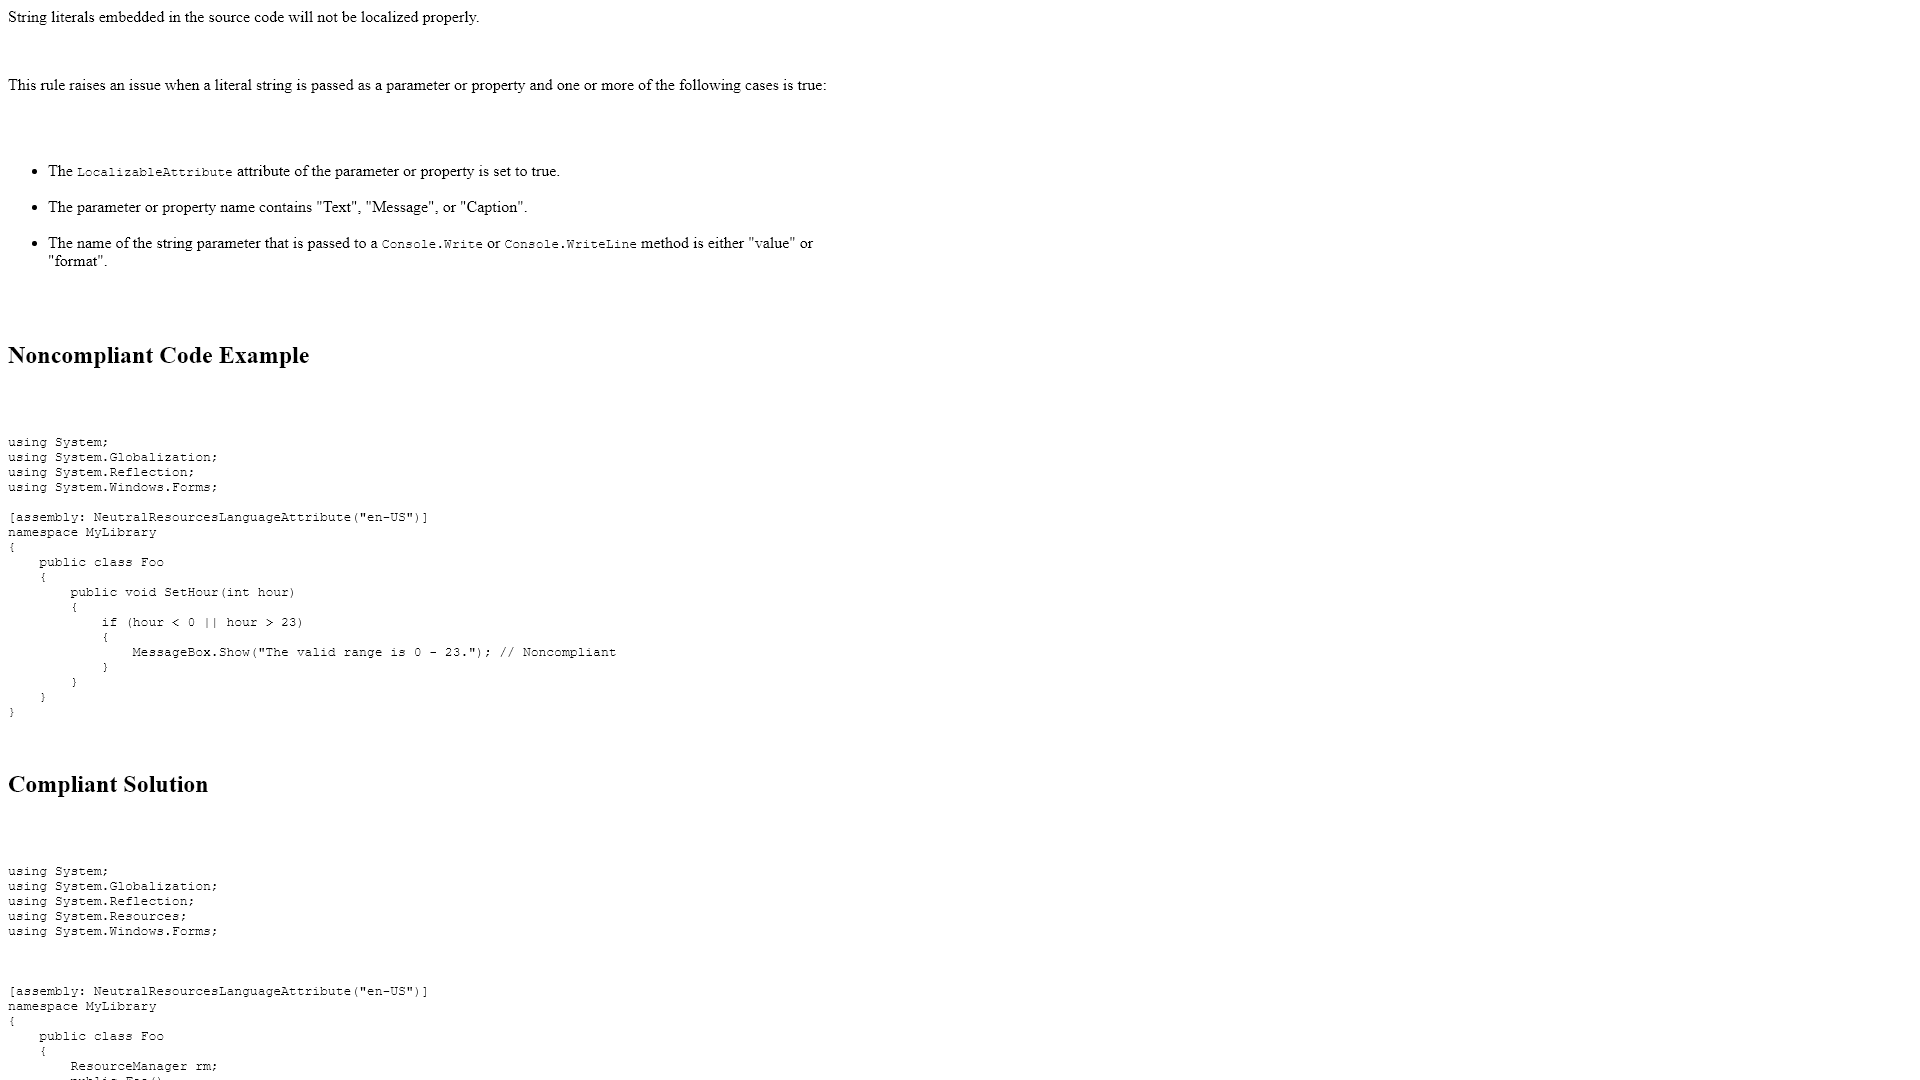 String literals embedded in the source code will not be localized properly.
This rule raises an issue when a literal string is passed as a parameter or property and one or more of the following cases is true:
• The LocalizableAttribute attribute of the parameter or property is set to true.
• The parameter or property name contains "Text", "Message", or "Caption".
• The name of the string parameter that is passed to a Console.Write or Console.WriteLine method is either "value" or
"format".
Noncompliant Code Example
using System;
using System.Globalization;
using System.Reflection;
using System.Windows.Forms;
[assembly: NeutralResourcesLanguageAttribute("en-US")]
namespace MyLibrary
{
    public class Foo
    {
        public void SetHour(int hour)
        {
            if (hour < 0 || hour > 23)
            {
                MessageBox.Show("The valid range is 0 - 23."); // Noncompliant
            }
        }
    }
}
Compliant Solution
using System;
using System.Globalization;
using System.Reflection;
using System.Resources;
using System.Windows.Forms;
[assembly: NeutralResourcesLanguageAttribute("en-US")]
namespace MyLibrary
{
    public class Foo
    {
        ResourceManager rm;
        public Foo()